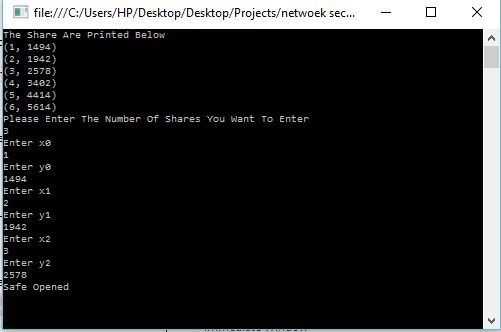 file:///C:/Users/HP/Desktop/Desktop/Projects/netwoek sec...
The Share Are Printed Below
(1, 1494)
(2, 1942)
(3, 2578)
(4, 3402)
(5, 4414)
(6, 5614)
Please Enter The Number Of Shares You Want To Enter
3
Enter x0
1
Enter y0
1494
Enter x1
2
Enter y1
1942
Enter x2
3
Enter y2
2578
Safe Opened